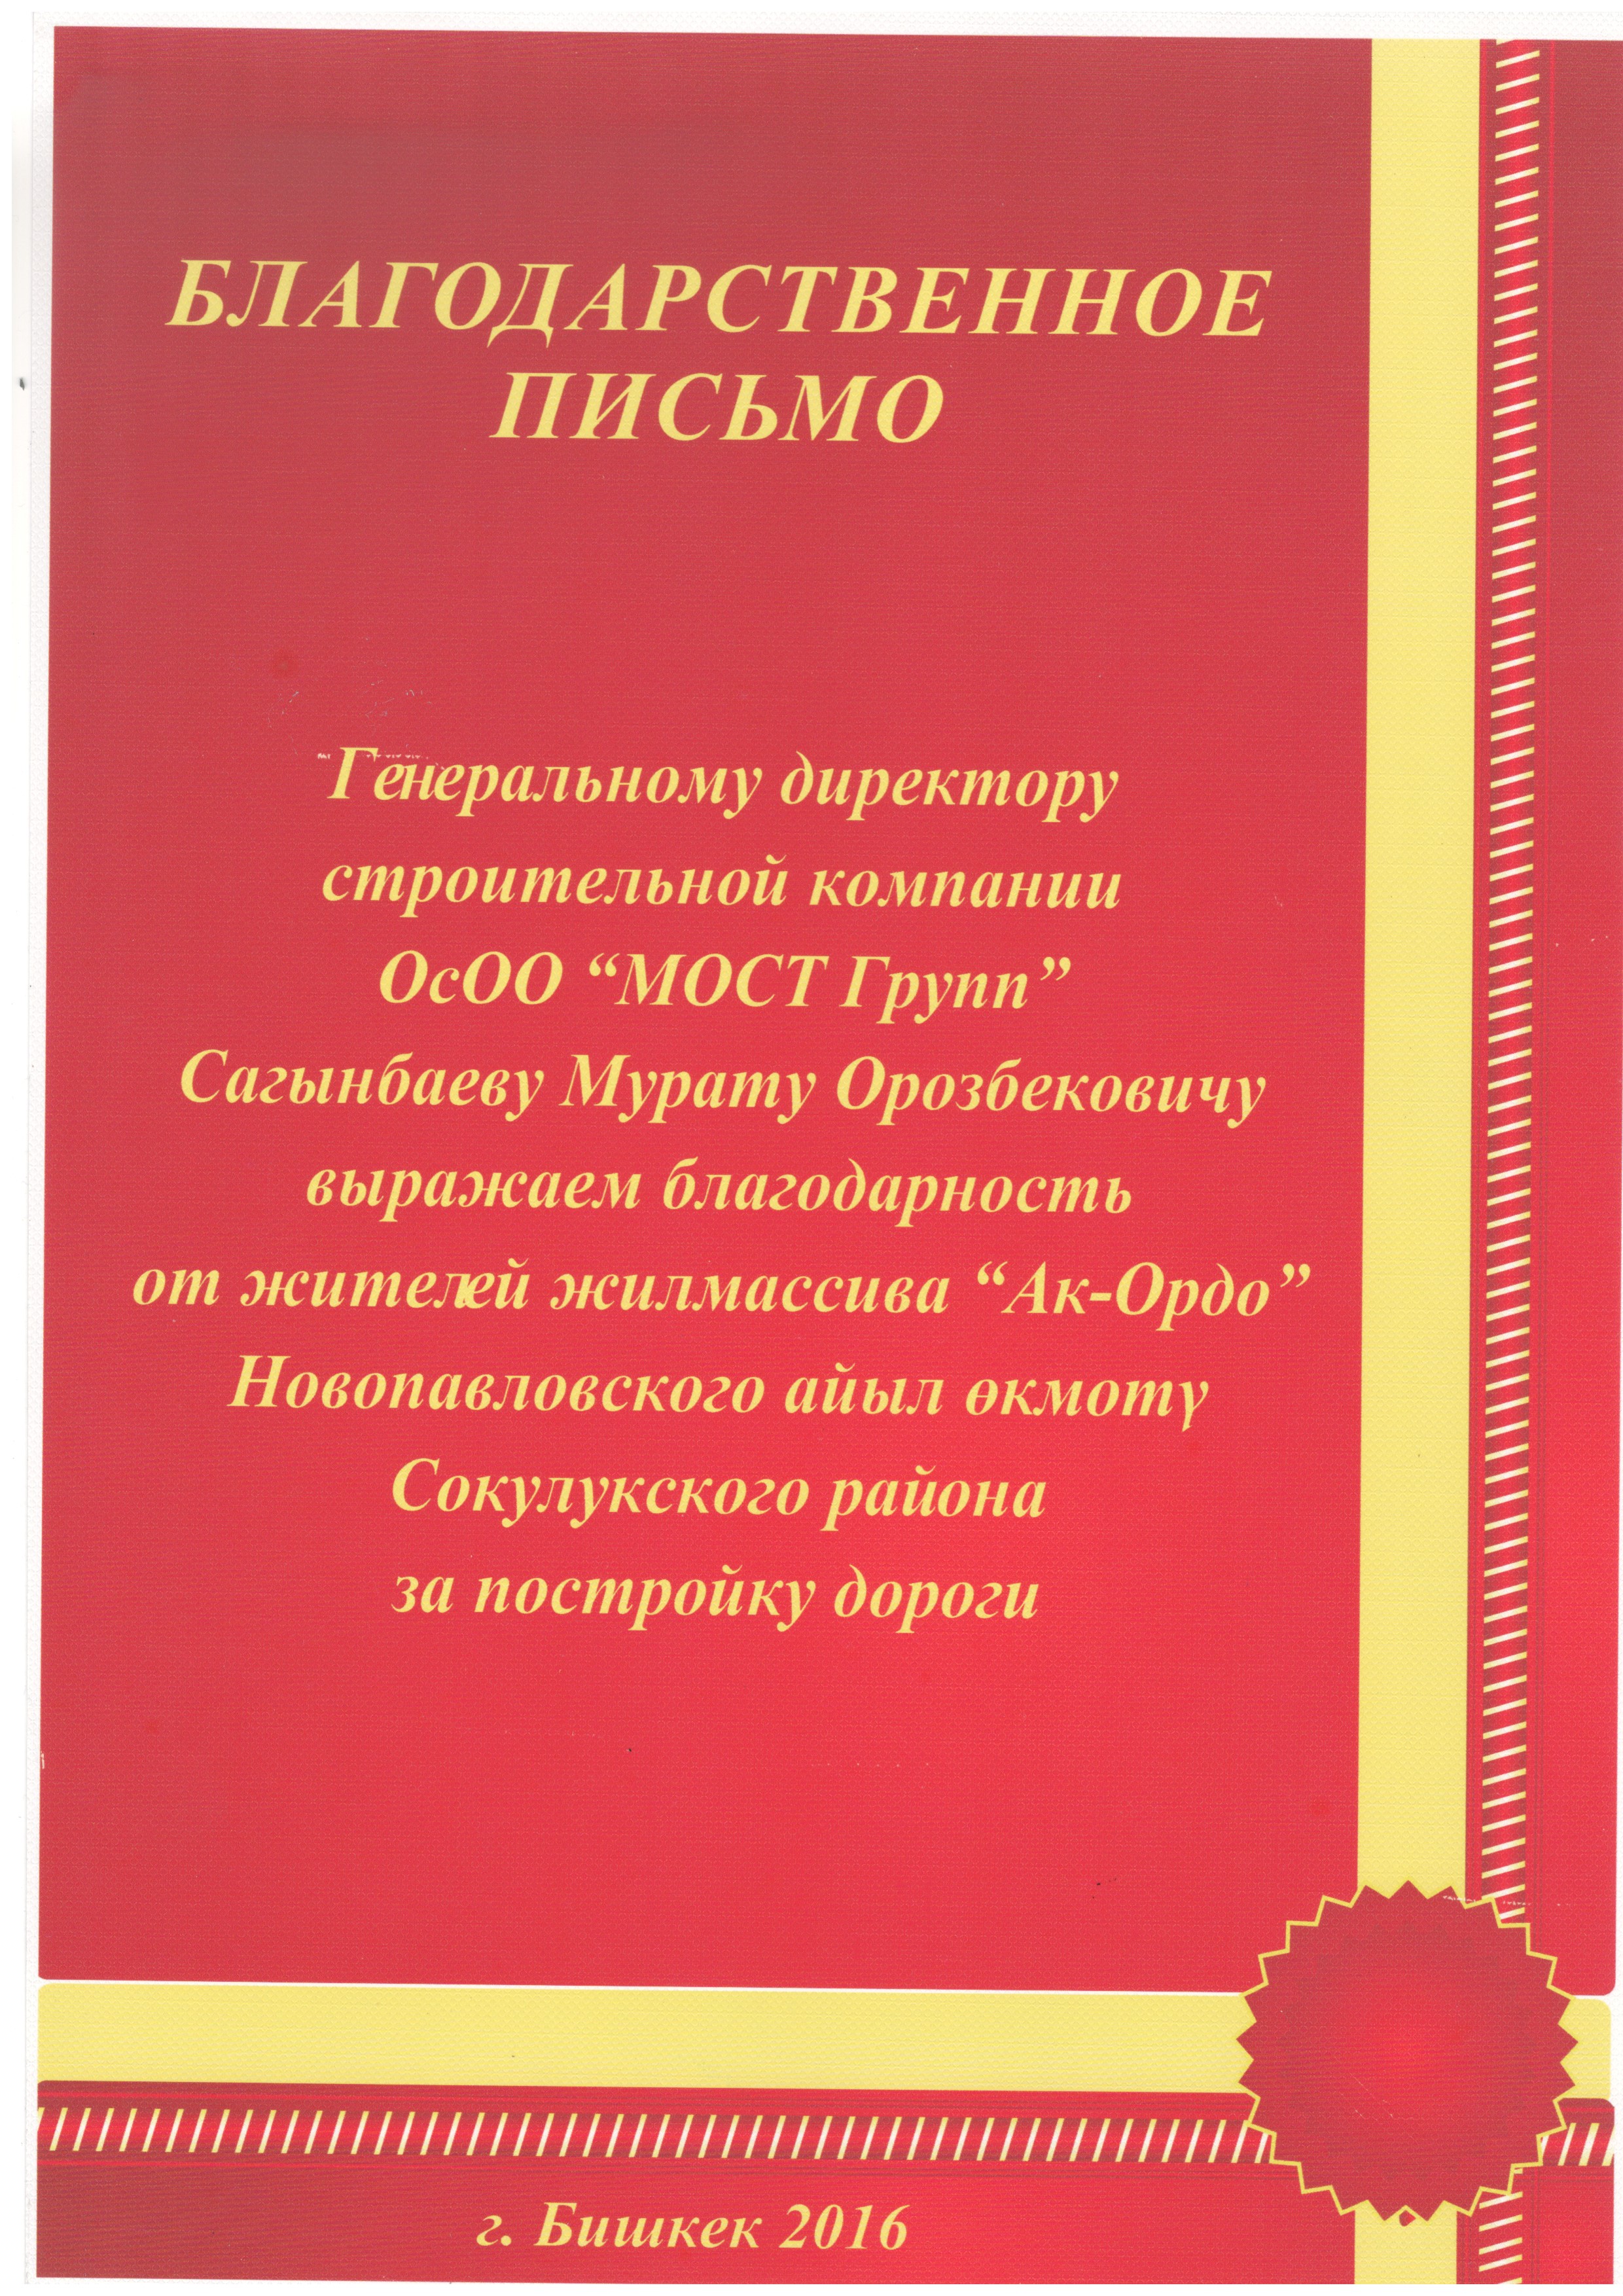 БЛАГОДАРСТВЕННОЕ
ПИСЬМО
Генеральному директору
строительной компании
ОсОО “МОСТ Групп”
Сагынбаеву Мурату Орозбековичу
выражаем благодарность
от жителей жилмассива “Ак-Ордо”
Новопавловского айыл өкмоту
Сокулукского района
за постройку дороги
г. Бишкек 2016